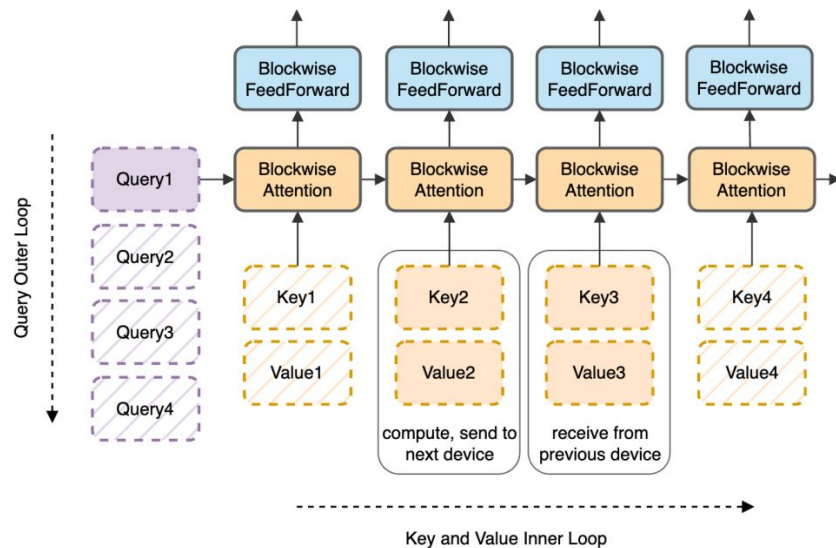 Blockwise
FeedForward
Blockwise
FeedForward
Blockwise
FeedForward
Blockwise
FeedForward
Query Outer Loop
Query1
Blockwise
Attention
Blockwise
Attention
Blockwise
Attention
Blockwise
Attention
Query2
Query3
Query4
Key1
Value1
Key2
Value2
compute, send to
next device
Key3
Value3
receive from
previous device
Key4
Value4
Key and Value Inner Loop